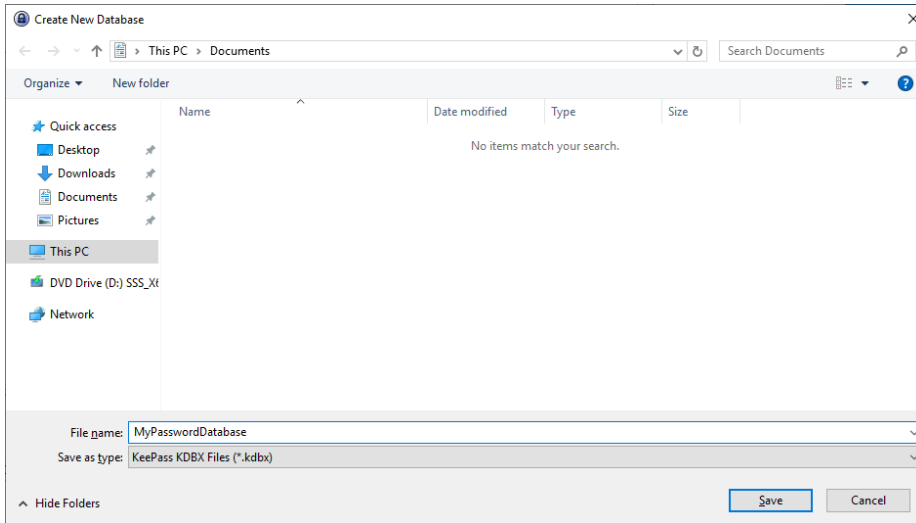 Create New Database
This PC > Documents
Search Documents
Organize
New folder
Name
Date modified
Type
Size
Quick access
No items match your search.
Desktop
Downloads
Documents
Pictures
This PC
DVD Drive (D:) SSS_X6
Network
File name: MyPasswordDatabase
Save as type: KeePass KDBX Files (*.kdbx)
Hide Folders
Save
Cancel